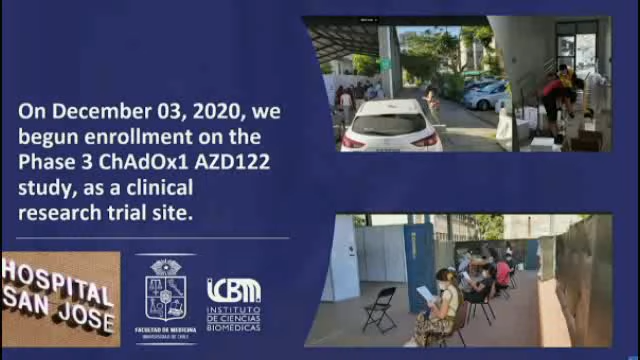 On December 03, 2020, we
begun enrollment on the
Phase 3 ChAdOx1 AZD122
study, as a clinical
research trial site.
HOSPITAL
SAN JOSE
FACULTAD DE MEDICINA
UNIVERSIDAD DE CHILE
ICBM
INSTITUTO
DE CIENCIAS
BIOMEDICAS